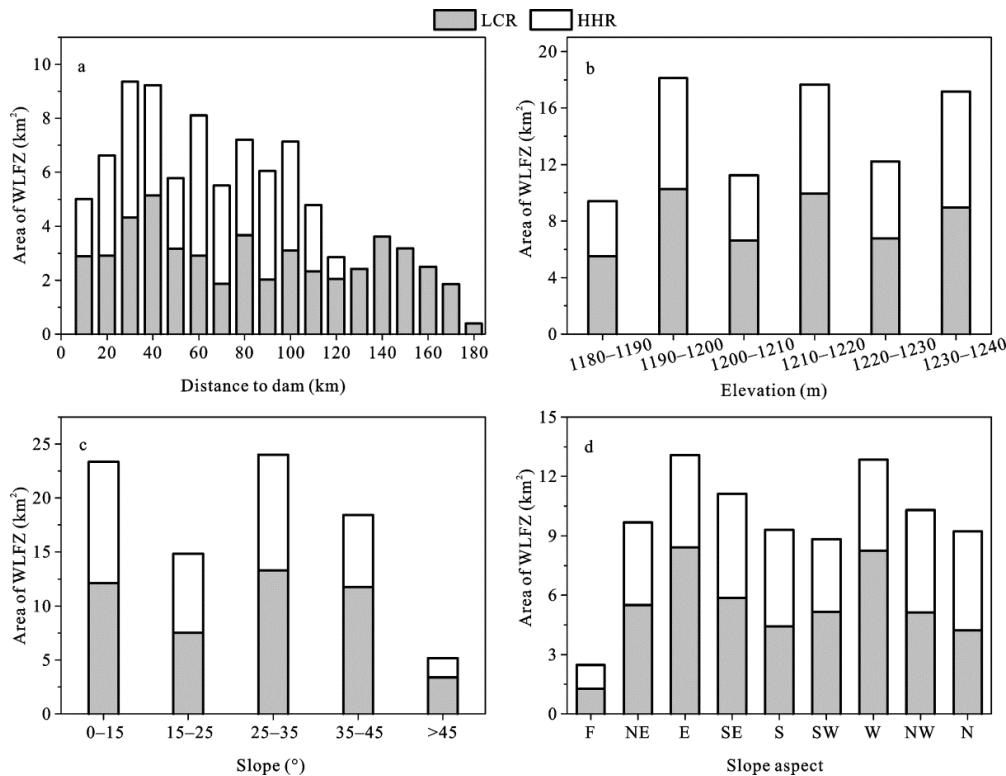 LCR HHR
a
Area of WLFZ (km²)
10
8
6
4
2
0
0 20 40 60 80 100 120 140 160 180
Distance to dam (km)
b
Area of WLFZ (km²)
20
16
12
8
4
0
1180–1190 1190–1200 1200–1210 1210–1220 1220–1230 1230–1240
Elevation (m)
c
Area of WLFZ (km²)
25
20
15
10
5
0
0–15 15–25 25–35 35–45 >45
Slope (°)
d
Area of WLFZ (km²)
15
12
9
6
3
0
F NE E SE S SW W NW N
Slope aspect